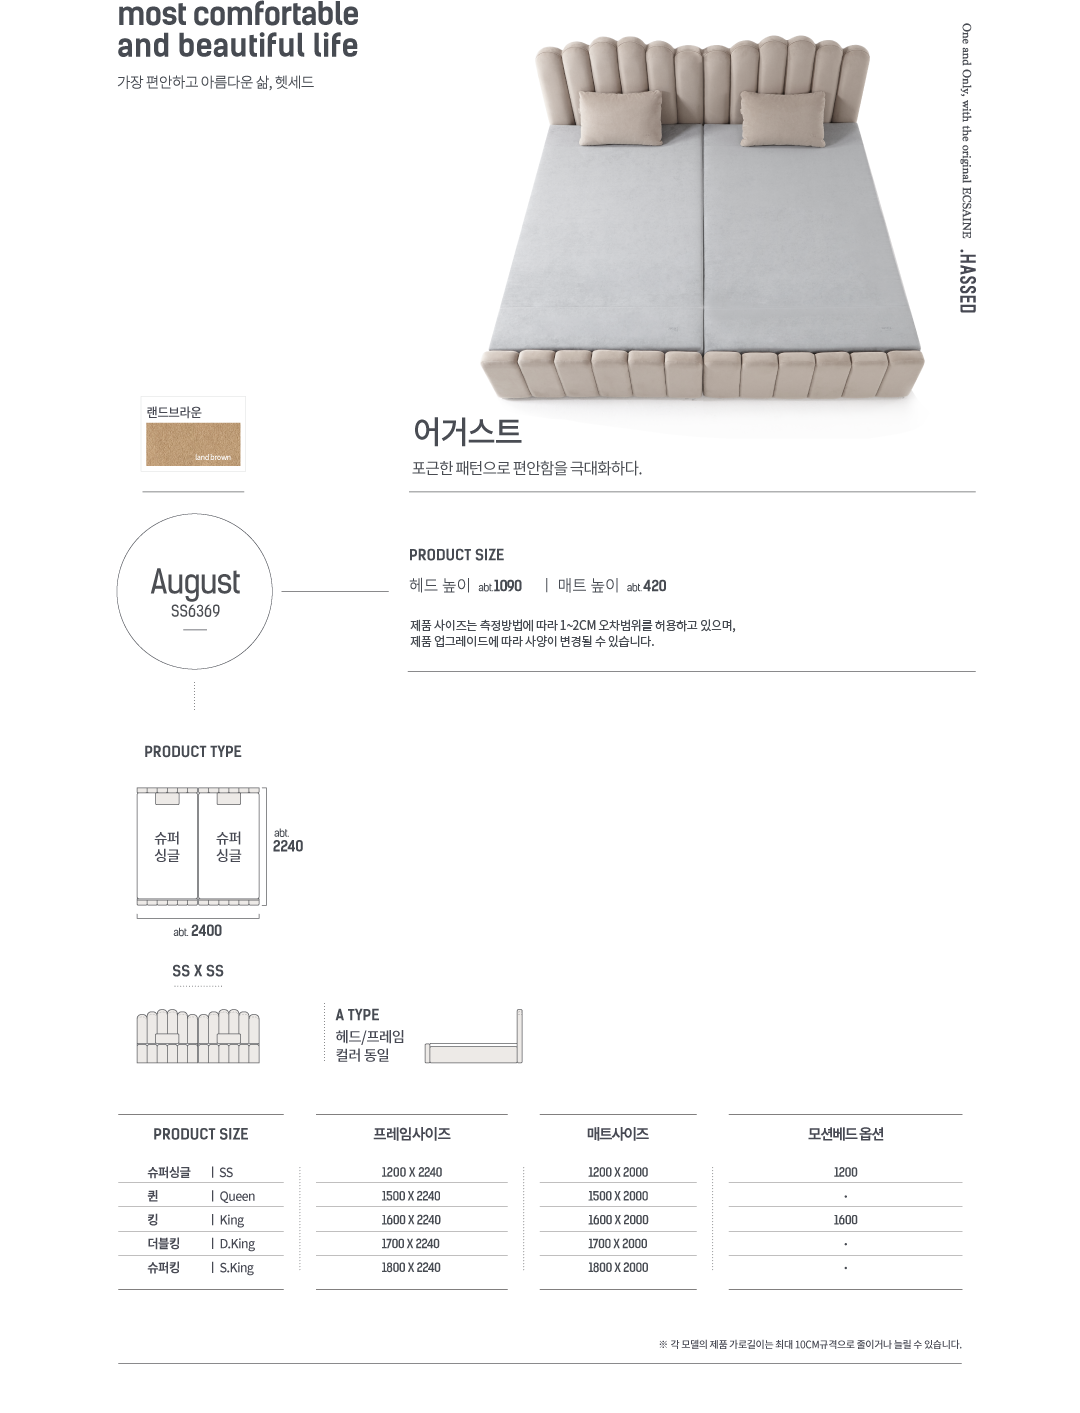 most comfortable
and beautiful life
가장 편안하고 아름다운 삶, 헷세드
One and Only, with the original ECSAINE .HASSED
랜드브라운
land brown
어거스트
포근한 패턴으로 편안함을 극대화하다.
August
SS6369
PRODUCT SIZE
헤드 높이 abt.1090 | 매트 높이 abt.420
제품 사이즈는 측정방법에 따라 1~2CM 오차범위를 허용하고 있으며,
제품 업그레이드에 따라 사양이 변경될 수 있습니다.
PRODUCT TYPE
슈퍼 싱글
슈퍼 싱글
abt. 2240
abt. 2400
SS X SS
A TYPE
헤드/프레임
컬러 동일
PRODUCT SIZE 프레임사이즈 매트사이즈 모션베드 옵션
슈퍼싱글 | SS 1200 X 2240 1200 X 2000 1200
퀸 | Queen 1500 X 2240 1500 X 2000 ·
킹 | King 1600 X 2240 1600 X 2000 1600
더블킹 | D.King 1700 X 2240 1700 X 2000 ·
슈퍼킹 | S.King 1800 X 2240 1800 X 2000 ·
※ 각 모델의 제품 가로길이는 최대 10CM규격으로 줄이거나 늘릴 수 있습니다.